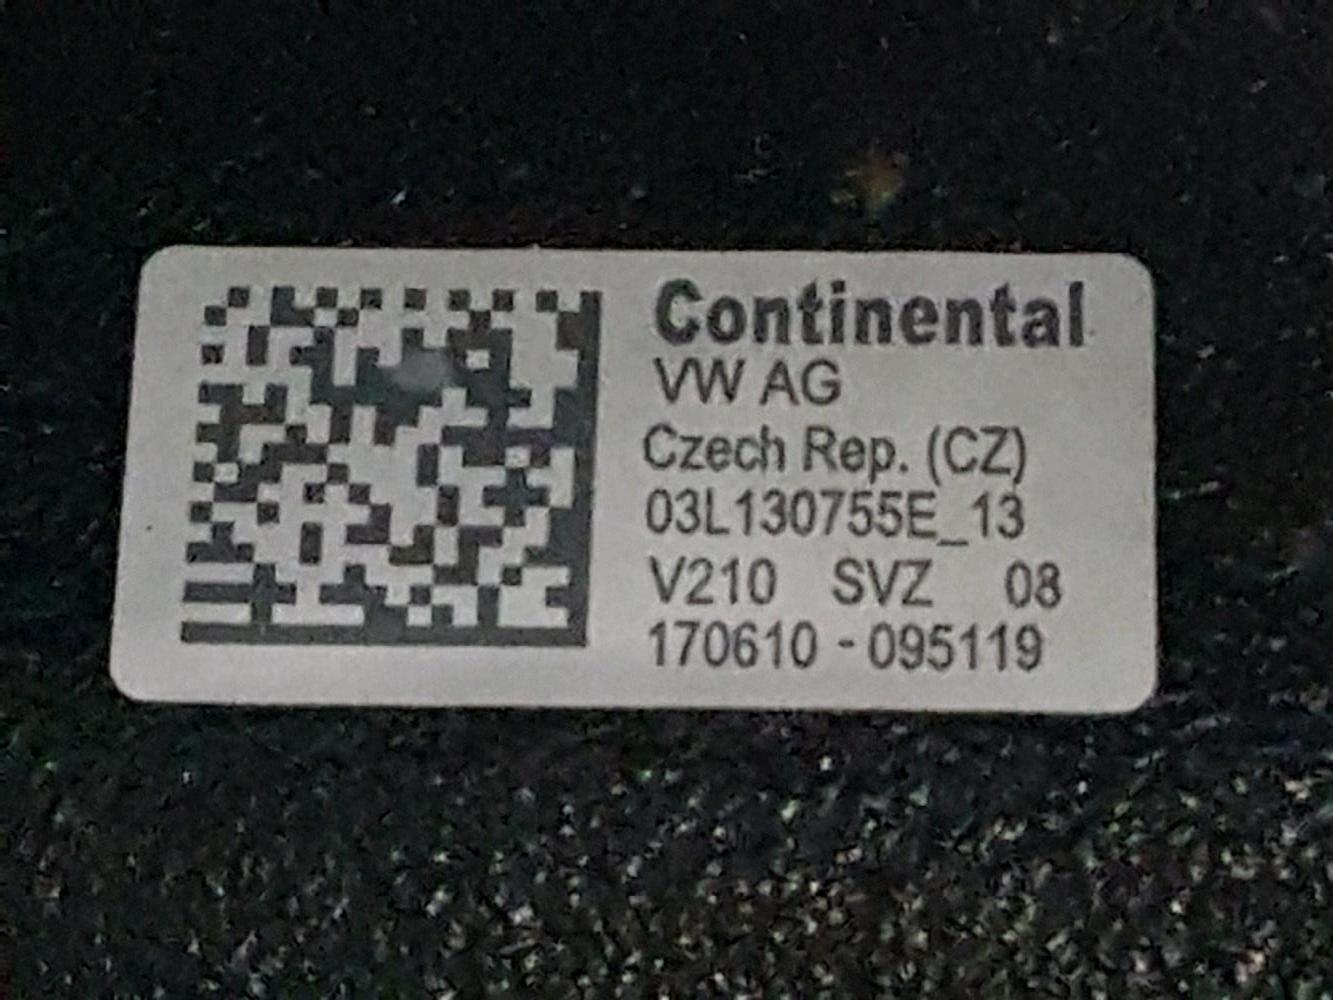 Continental
VW AG
Czech Rep. (CZ)
03L130755E_13
V210 SVZ 08
170610 - 095119